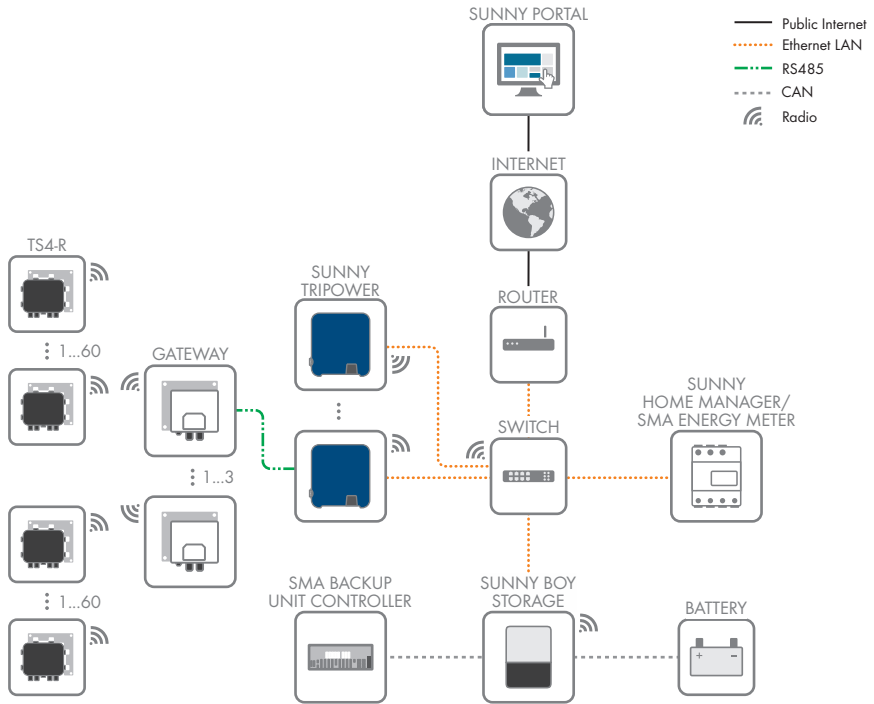 SUNNY PORTAL
Public Internet
Ethernet LAN
RS485
CAN
Radio
INTERNET
TS4-R
SUNNY
TRIPOWER
ROUTER
1...60
GATEWAY
SUNNY
HOME MANAGER/
SMA ENERGY METER
SWITCH
1...3
SMA BACKUP
UNIT CONTROLLER
SUNNY BOY
STORAGE
1...60
BATTERY
+ −